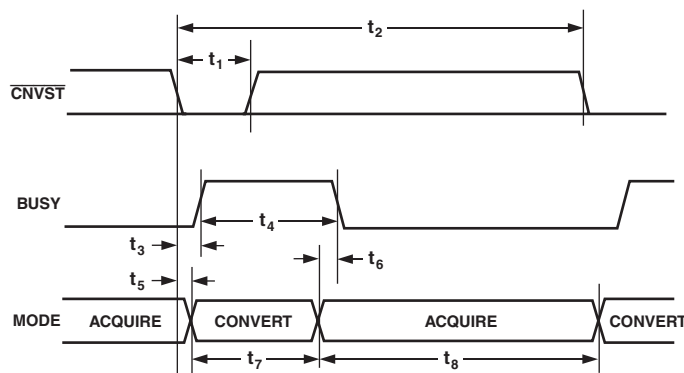 t2
t1
CNVST
BUSY
t4
t3
t6
t5
MODE ACQUIRE CONVERT ACQUIRE CONVERT
t7 t8